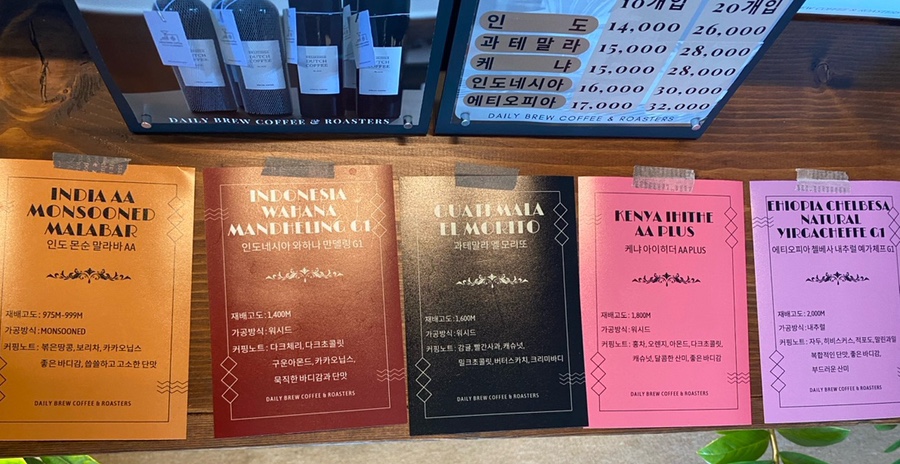 DUTCH
COFFEE
DUTCH
COFFEE
DAILY BREW COFFEE & ROASTERS
10개입 20개입
인도 14,000 26,000
과테말라 15,000 28,000
케냐 15,000 28,000
인도네시아 16,000 30,000
에티오피아 17,000 32,000
DAILY BREW COFFEE & ROASTERS
INDIA AA
MONSOONED
MALABAR
인도 몬순 말라바 AA
재배고도 : 975M-999M
가공방식 : MONSOONED
커핑노트 : 볶은땅콩, 보리차, 카카오닙스
좋은 바디감, 씁쓸하고 고소한 단맛
DAILY BREW COFFEE & ROASTERS
INDONESIA
WAHANA
MANDHELING G1
인도네시아 와하나 만델링 G1
재배고도 : 1,400M
가공방식 : 워시드
커핑노트 : 다크체리, 다크초콜릿
구운아몬드, 카카오닙스,
묵직한 바디감과 단맛
DAILY BREW COFFEE & ROASTERS
GUATEMALA
EL MORITO
과테말라 엘 모리또
재배고도 : 1,600M
가공방식 : 워시드
커핑노트 : 감귤, 빨간사과, 캐슈넛,
밀크초콜릿, 버터스카치, 크리미바디
DAILY BREW COFFEE & ROASTERS
KENYA IHITHE
AA PLUS
케냐 아이히더 AA PLUS
재배고도 : 1,800M
가공방식 : 워시드
커핑노트 : 홍차, 오렌지, 아몬드, 다크초콜릿,
캐슈넛, 달콤한 산미, 좋은 바디감
DAILY BREW COFFEE & ROASTERS
EHIOPIA CHELBESA
NATURAL
YIRGACHEFFE G1
에티오피아 첼베사 내추럴 예가체프 G1
재배고도 : 2,000M
가공방식 : 내추럴
커핑노트 : 자두, 히비스커스, 적포도, 말린과일
복합적인 단맛, 좋은 바디감,
부드러운 산미
DAILY BREW COFFEE & ROASTERS